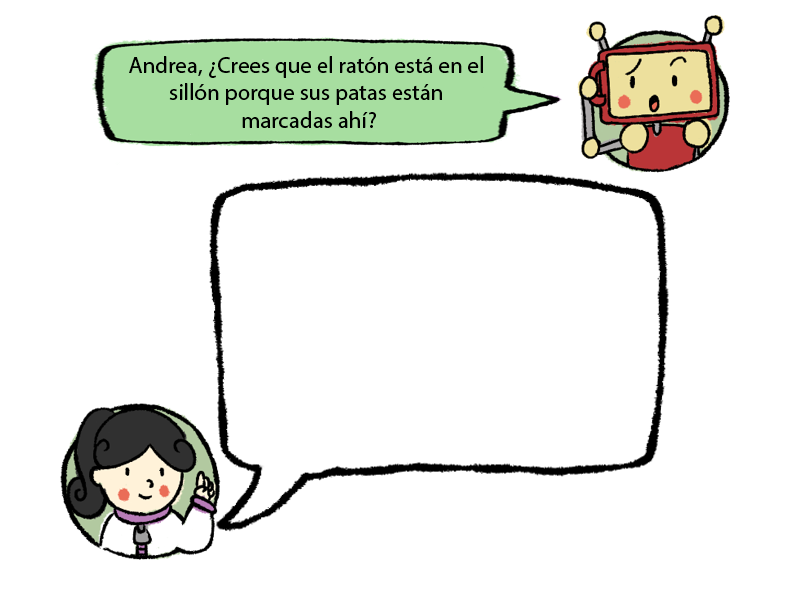 Andrea, ¿Crees que el ratón está en el
sillón porque sus patas están
marcadas ahí?